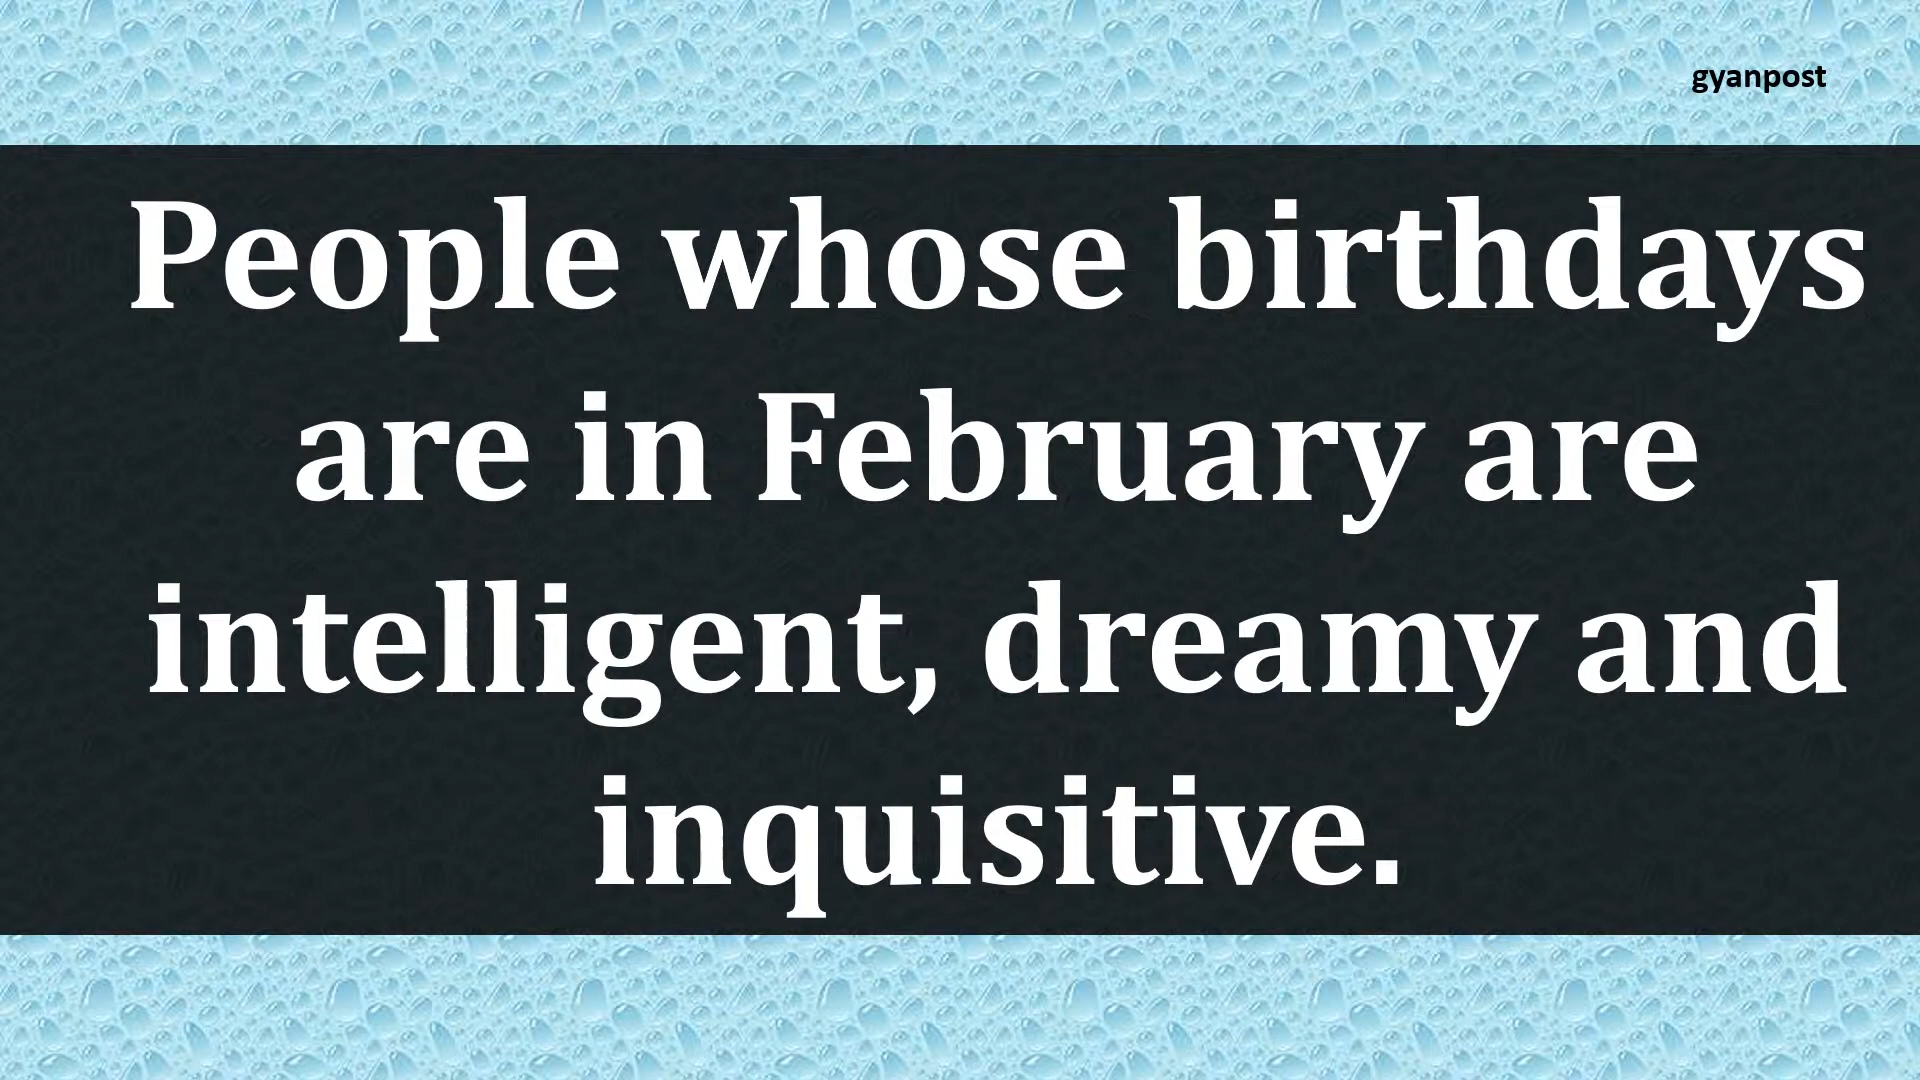 gyanpost
People whose birthdays
are in February are
intelligent, dreamy and
inquisitive.